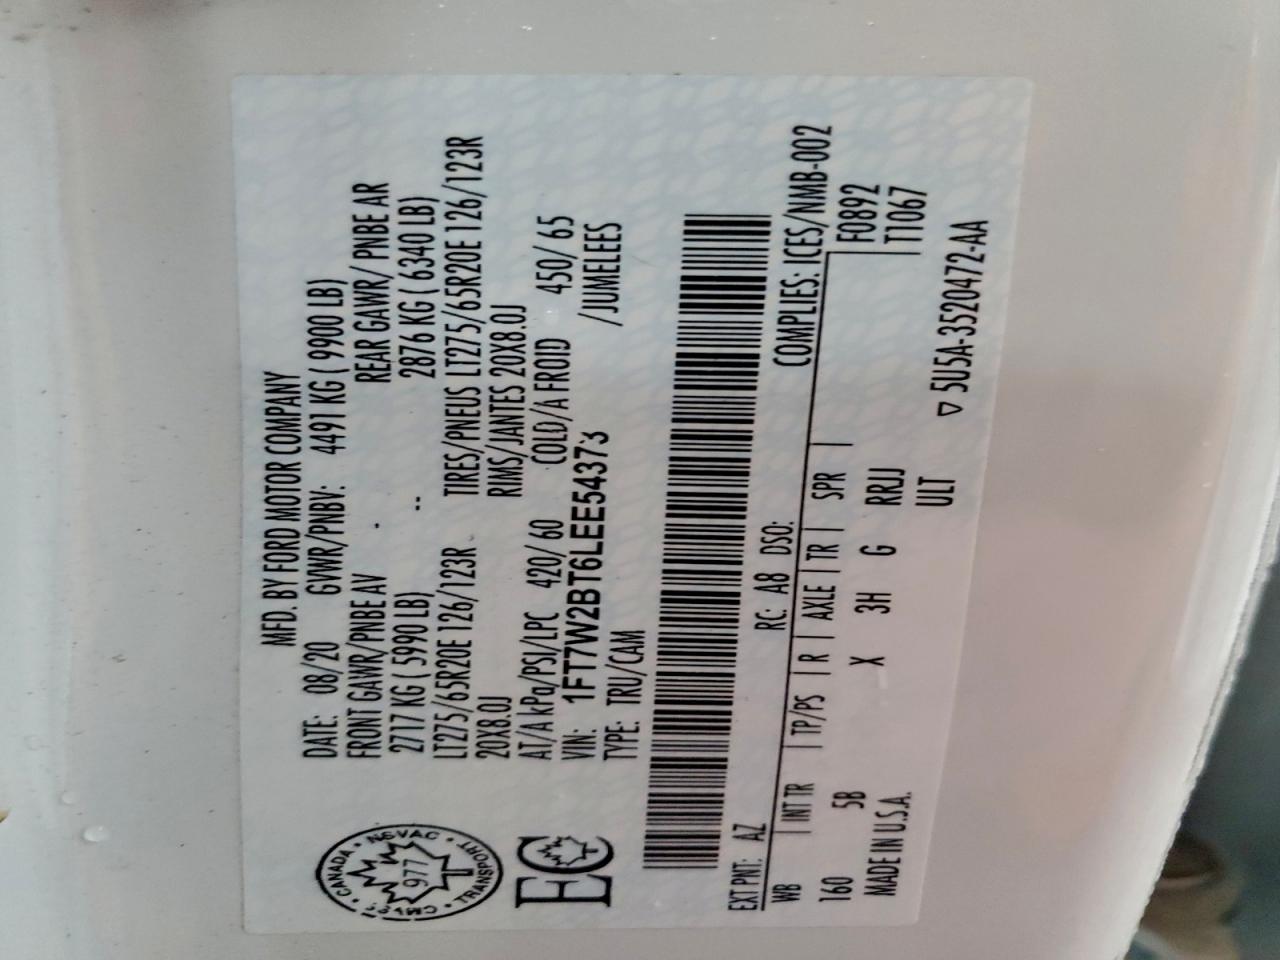 MFD. BY FORD MOTOR COMPANY
DATE: 08/20 GVWR/PNBV: 4491 KG ( 9900 LB)
FRONT GAWR/PNBE AV REAR GAWR/ PNBE AR
2717 KG ( 5990 LB) -- 2876 KG ( 6340 LB)
LT275/65R20E 126/123R TIRES/PNEUS LT275/65R20E 126/123R
20X8.0J RIMS/JANTES 20X8.0J
AT/A kPa/PSI/LPC 420/60 COLD/A FROID 450/ 65
VIN: 1FT7W2BT6LEE54373 /JUMELEES
TYPE: TRU/CAM
CANADA
NSVAC
TRANSPORT
CMVSS
977
EC
RC: A8 DSO: COMPLIES: ICES/NMB-002
EXT PNT: AZ F0892
WB | INT TR | TP/PS | R | AXLE | TR | SPR | T1067
160 5B X 3H G RRJJ
MADE IN U.S.A. ULT
▽ 5U5A-3520472-AA